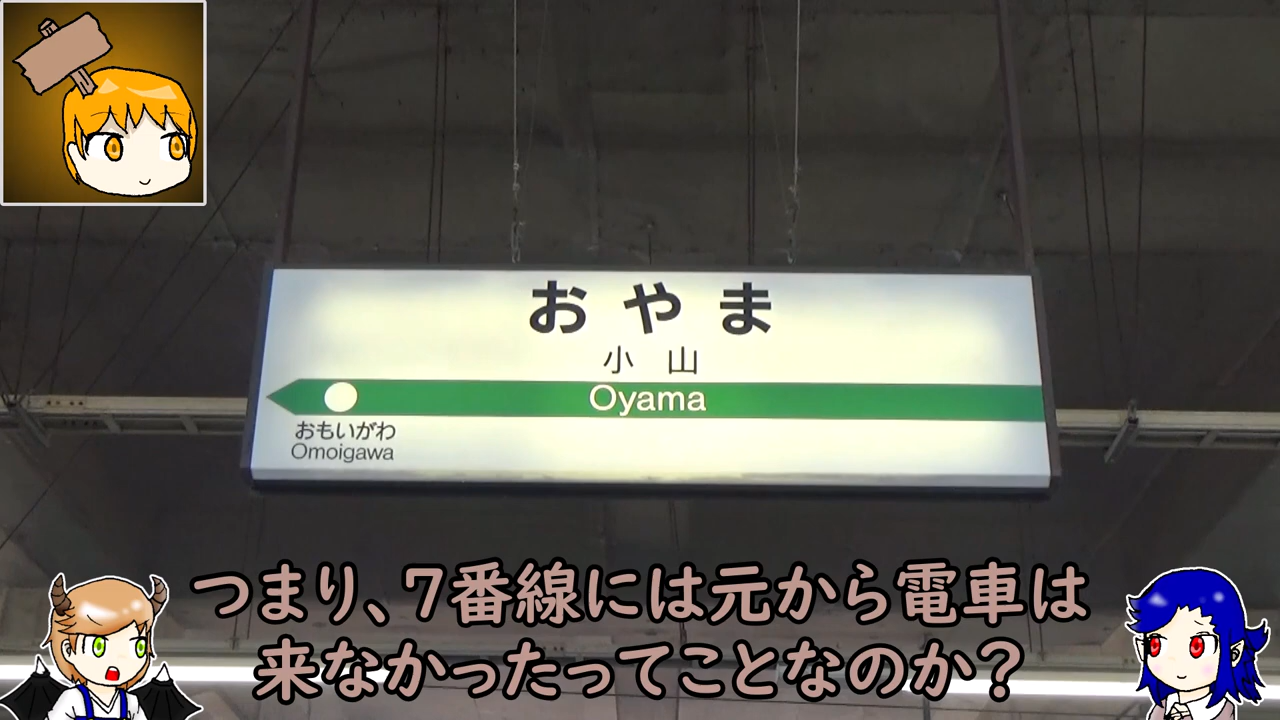 おやま
小山
Oyama
おもいがわ
Omoigawa
つまり、7番線には元から電車は
来なかったってことなのか?